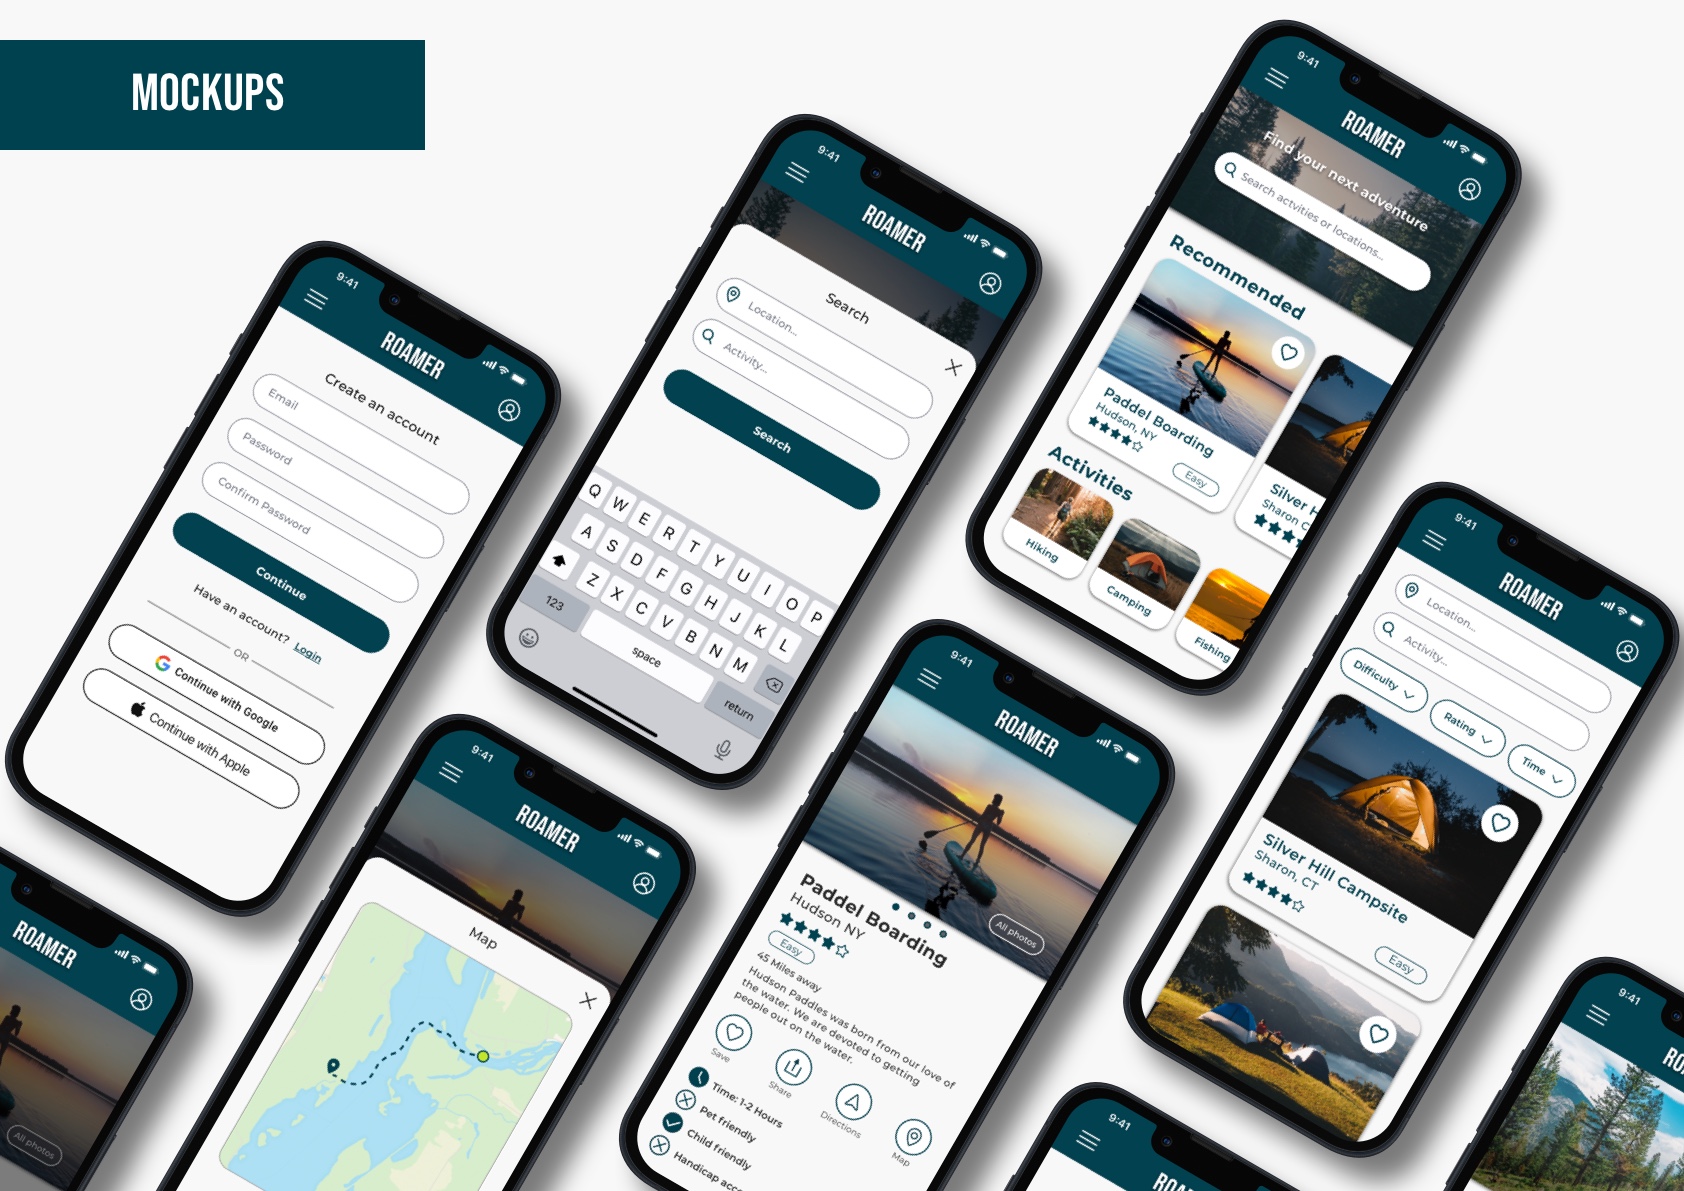 MOCKUPS
9:41
ROAMER
Create an account
Email
Password
Confirm Password
Continue
Have an account? Login
OR
Continue with Google
Continue with Apple
9:41
ROAMER
Search
Location...
Activity...
Search
Q W E R T Y U I O P
A S D F G H J K L
Z X C V B N M
123
space
return
9:41
ROAMER
Find your next adventure
Search actvities or locations...
Recommended
Paddel Boarding
Hudson, NY
Easy
Silver H
Sharon C
Activities
Hiking
Camping
Fishing
9:41
ROAMER
Location...
Activity...
Difficulty
Rating
Time
Silver Hill Campsite
Sharon, CT
Easy
ROAMER
All photos
9:41
ROAMER
Map
9:41
ROAMER
All photos
Paddel Boarding
Hudson NY
Easy
45 Miles away
Hudson Paddles was born from our love of
the water. We are devoted to getting
people out on the water.
Save
Share
Directions
Map
Time: 1-2 Hours
Pet friendly
Child friendly
Handicap acce
9:41
ROA
9:41
RO